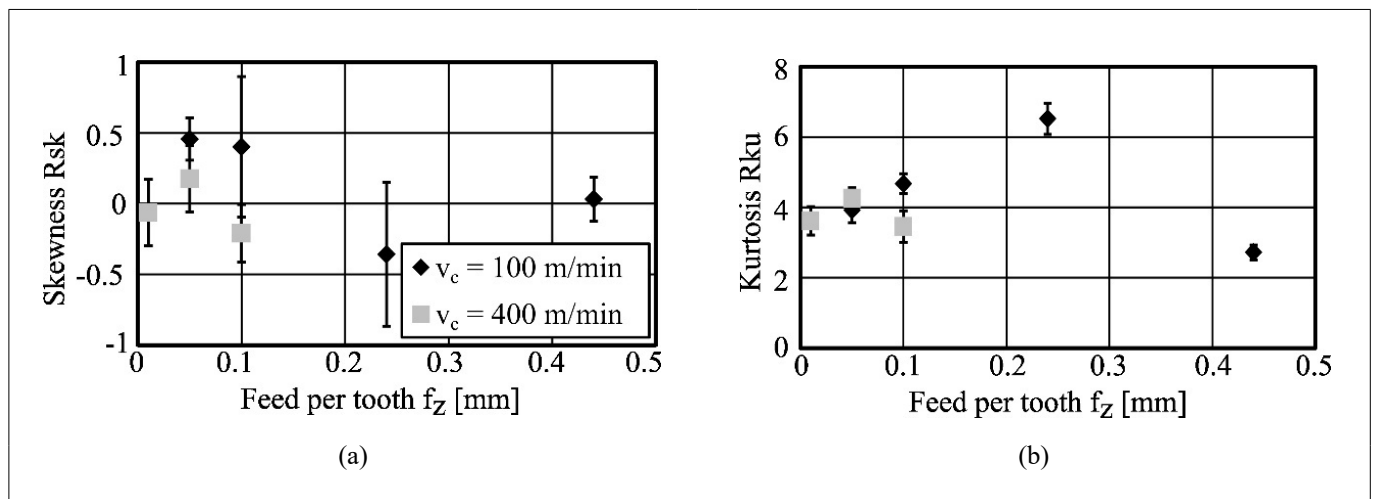 1
0.5
0
-0.5
-1
Skewness Rsk
0 0.1 0.2 0.3 0.4 0.5
Feed per tooth fz [mm]
vc = 100 m/min
vc = 400 m/min
(a)
8
6
4
2
0
Kurtosis Rku
0 0.1 0.2 0.3 0.4 0.5
Feed per tooth fz [mm]
(b)